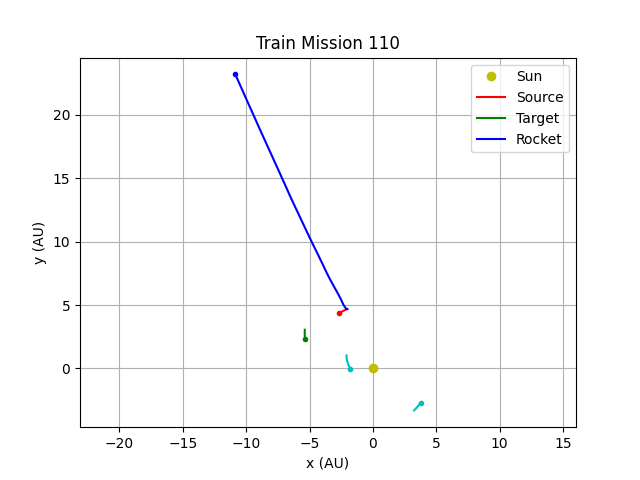 Train Mission 110
Sun
Source
Target
Rocket
y (AU)
20
15
10
5
0
−20
−15
−10
−5
0
5
10
15
x (AU)